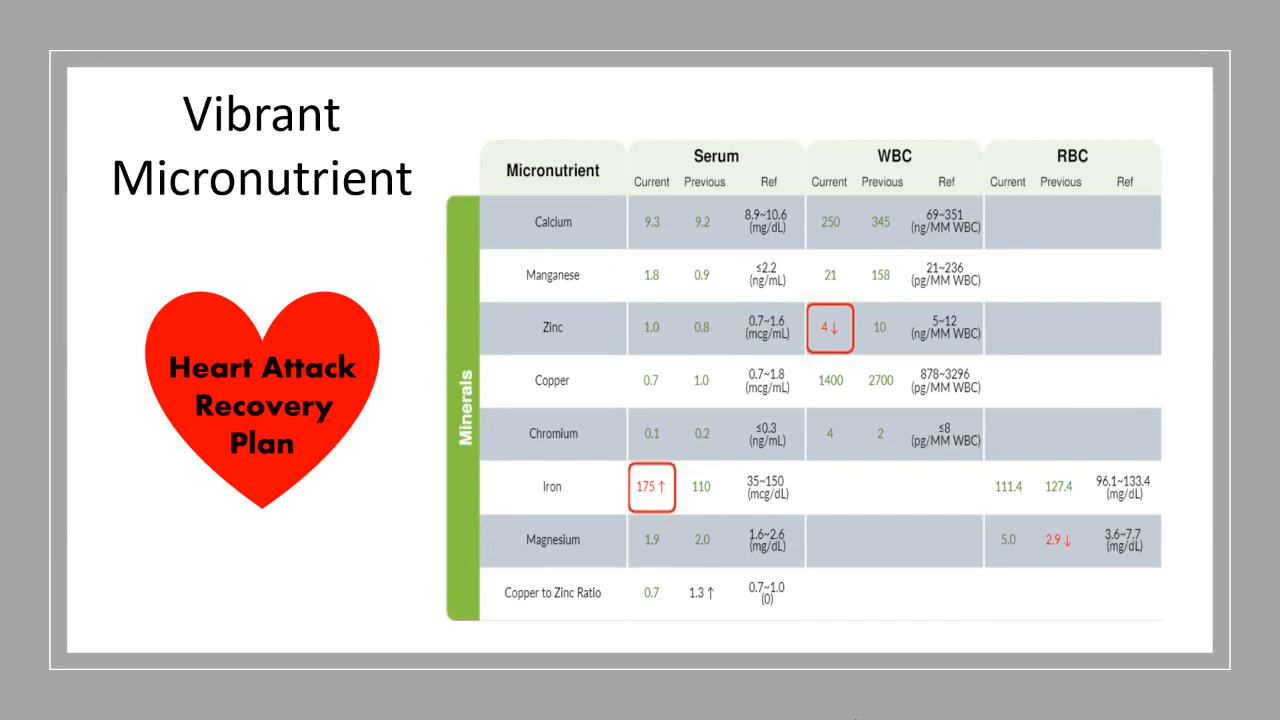 Vibrant
Micronutrient
Heart Attack
Recovery
Plan
Minerals
Micronutrient Serum WBC RBC
Current Previous Ref Current Previous Ref Current Previous Ref
Calcium 9.3 9.2 8.9~10.6 (mg/dL) 250 345 69~351 (ng/MM WBC)
Manganese 1.8 0.9 ≤2.2 (ng/mL) 21 158 21~236 (pg/MM WBC)
Zinc 1.0 0.8 0.7~1.6 (mcg/mL) 4↓ 10 5~12 (ng/MM WBC)
Copper 0.7 1.0 0.7~1.8 (mcg/mL) 1400 2700 878~3296 (pg/MM WBC)
Chromium 0.1 0.2 ≤0.3 (ng/mL) 4 2 ≤8 (pg/MM WBC)
Iron 175↑ 110 35~150 (mcg/dL) 111.4 127.4 96.1~133.4 (mg/dL)
Magnesium 1.9 2.0 1.6~2.6 (mg/dL) 5.0 2.9↓ 3.6~7.7 (mg/dL)
Copper to Zinc Ratio 0.7 1.3↑ 0.7~1.0 (0)